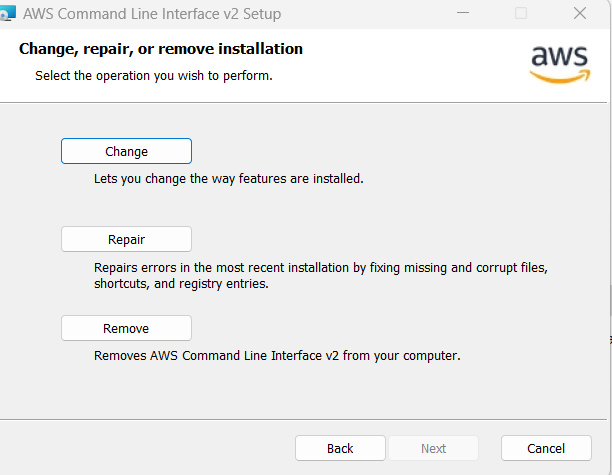 AWS Command Line Interface v2 Setup
Change, repair, or remove installation
Select the operation you wish to perform.
aws
Change
Lets you change the way features are installed.
Repair
Repairs errors in the most recent installation by fixing missing and corrupt files,
shortcuts, and registry entries.
Remove
Removes AWS Command Line Interface v2 from your computer.
Back
Next
Cancel